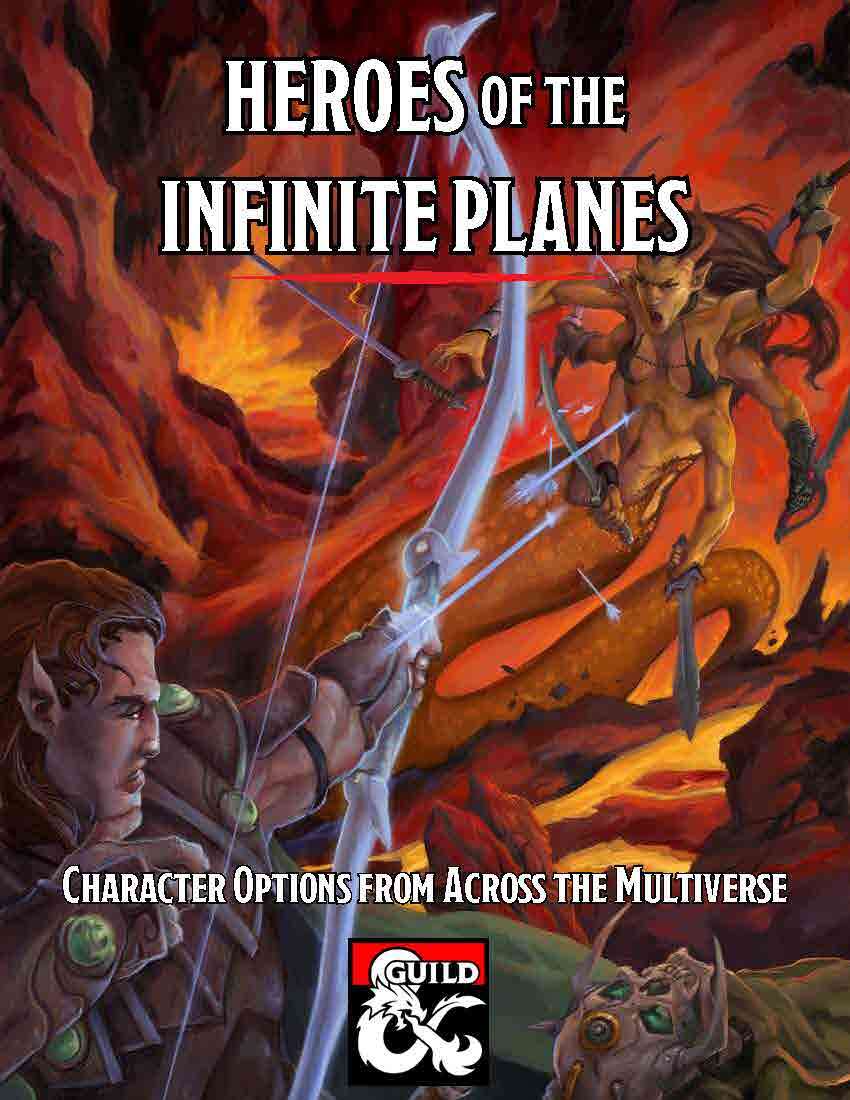 HEROES OF THE
INFINITE PLANES
CHARACTER OPTIONS FROM ACROSS THE MULTIVERSE
GUILD